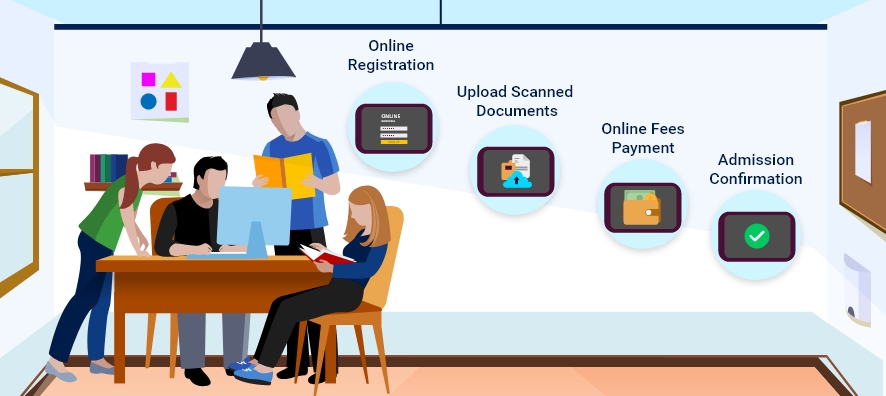 Online
Registration
ONLINE
Upload Scanned
Documents
Online Fees
Payment
Admission
Confirmation